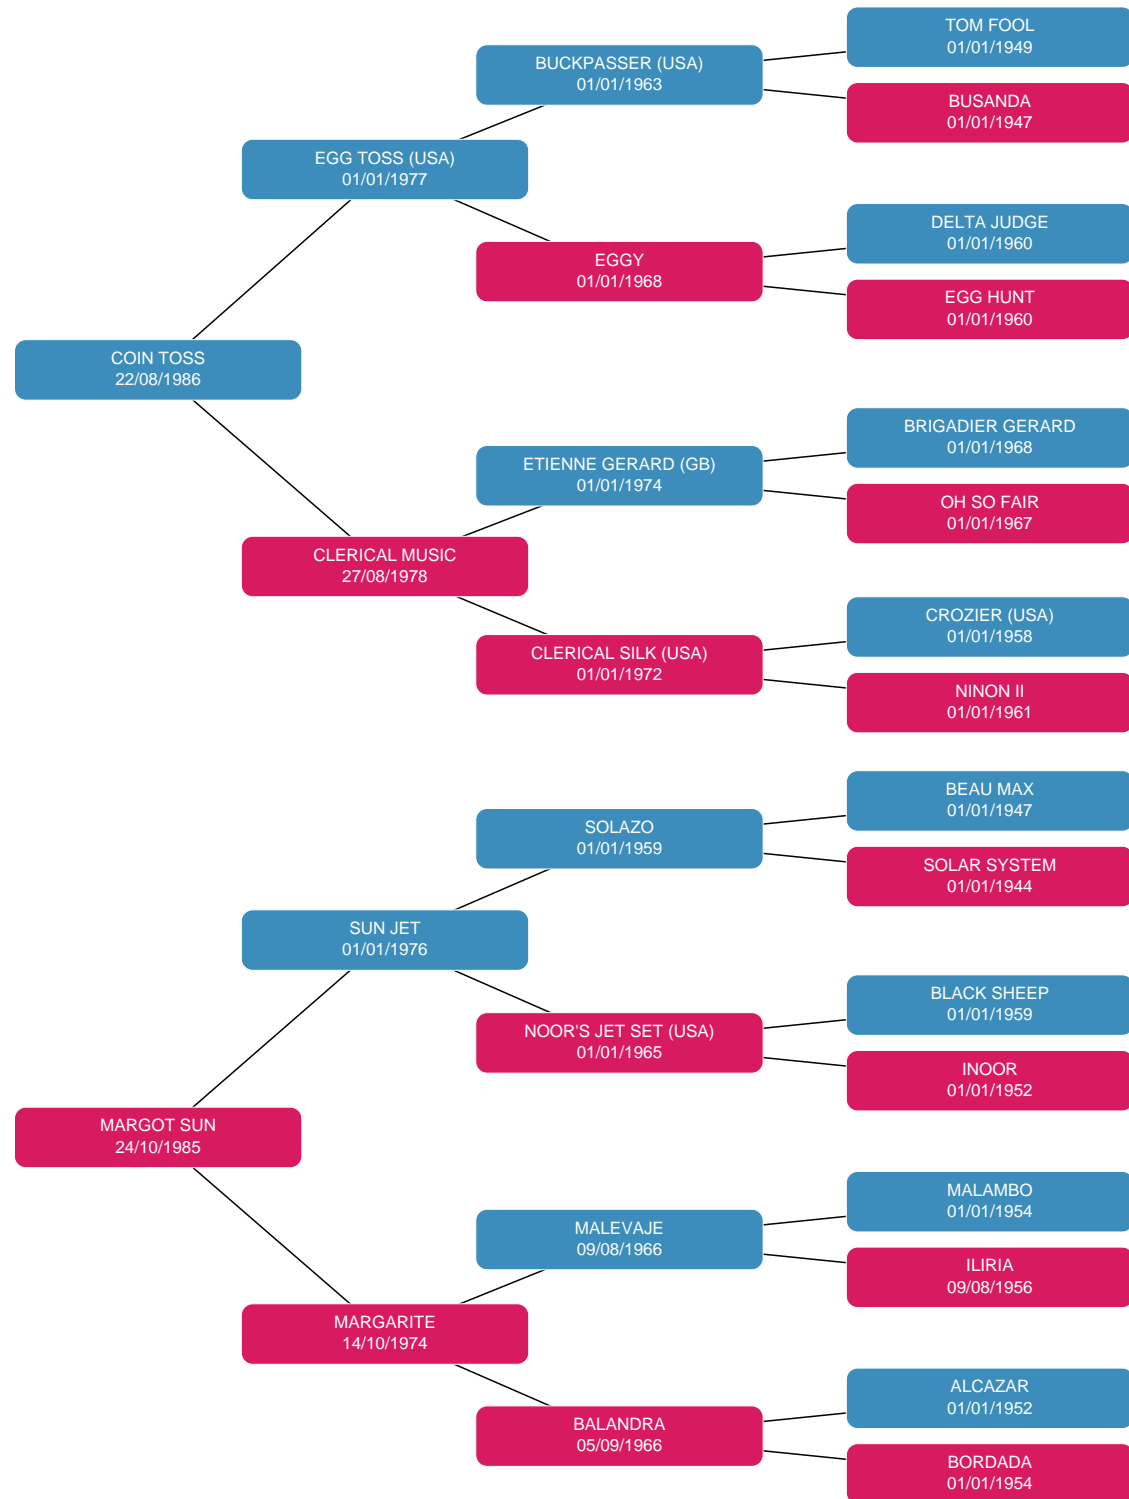 TOM FOOL
01/01/1949
BUCKPASSER (USA)
01/01/1963
BUSANDA
01/01/1947
EGG TOSS (USA)
01/01/1977
DELTA JUDGE
01/01/1960
EGGY
01/01/1968
EGG HUNT
01/01/1960
COIN TOSS
22/08/1986
BRIGADIER GERARD
01/01/1968
ETIENNE GERARD (GB)
01/01/1974
OH SO FAIR
01/01/1967
CLERICAL MUSIC
27/08/1978
CROZIER (USA)
01/01/1958
CLERICAL SILK (USA)
01/01/1972
NINON II
01/01/1961
BEAU MAX
01/01/1947
SOLAZO
01/01/1959
SOLAR SYSTEM
01/01/1944
SUN JET
01/01/1976
BLACK SHEEP
01/01/1959
NOOR'S JET SET (USA)
01/01/1965
INOOR
01/01/1952
MARGOT SUN
24/10/1985
MALAMBO
01/01/1954
MALEVAJE
09/08/1966
ILIRIA
09/08/1956
MARGARITE
14/10/1974
ALCAZAR
01/01/1952
BALANDRA
05/09/1966
BORDADA
01/01/1954